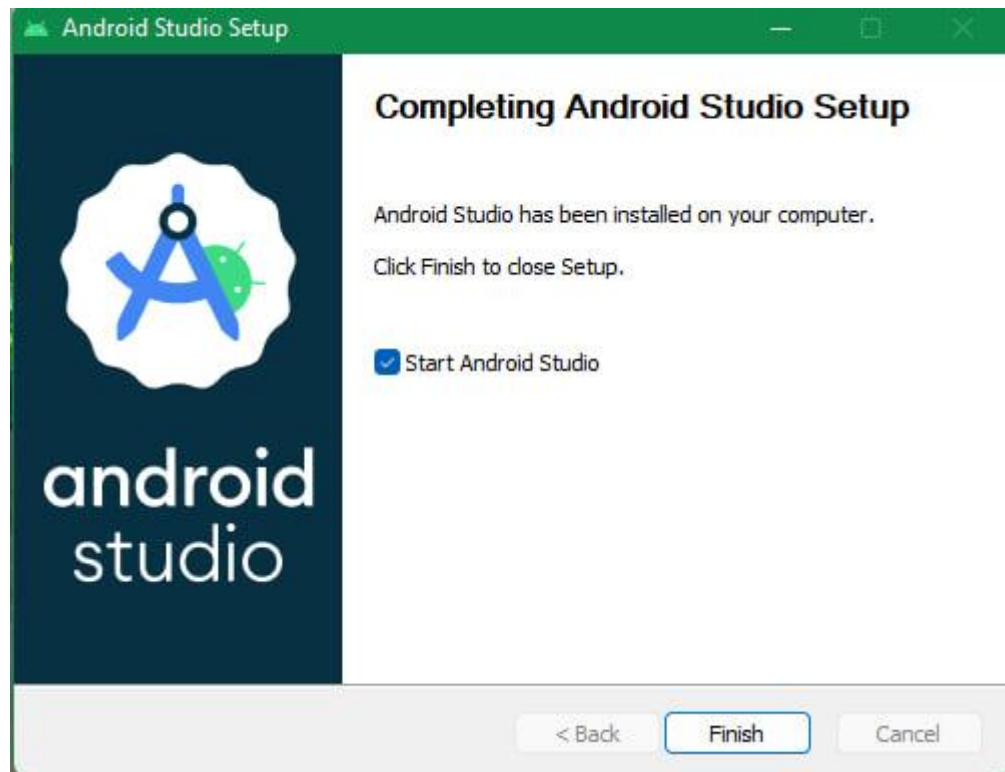 Android Studio Setup
Completing Android Studio Setup
Android Studio has been installed on your computer.
Click Finish to close Setup.
Start Android Studio
android
studio
< Back
Finish
Cancel